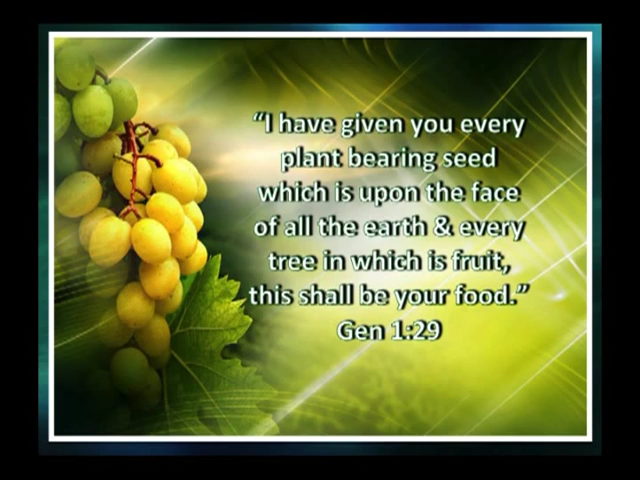 “I have given you every
plant bearing seed
which is upon the face
of all the earth & every
tree in which is fruit,
this shall be your food.”
Gen 1:29